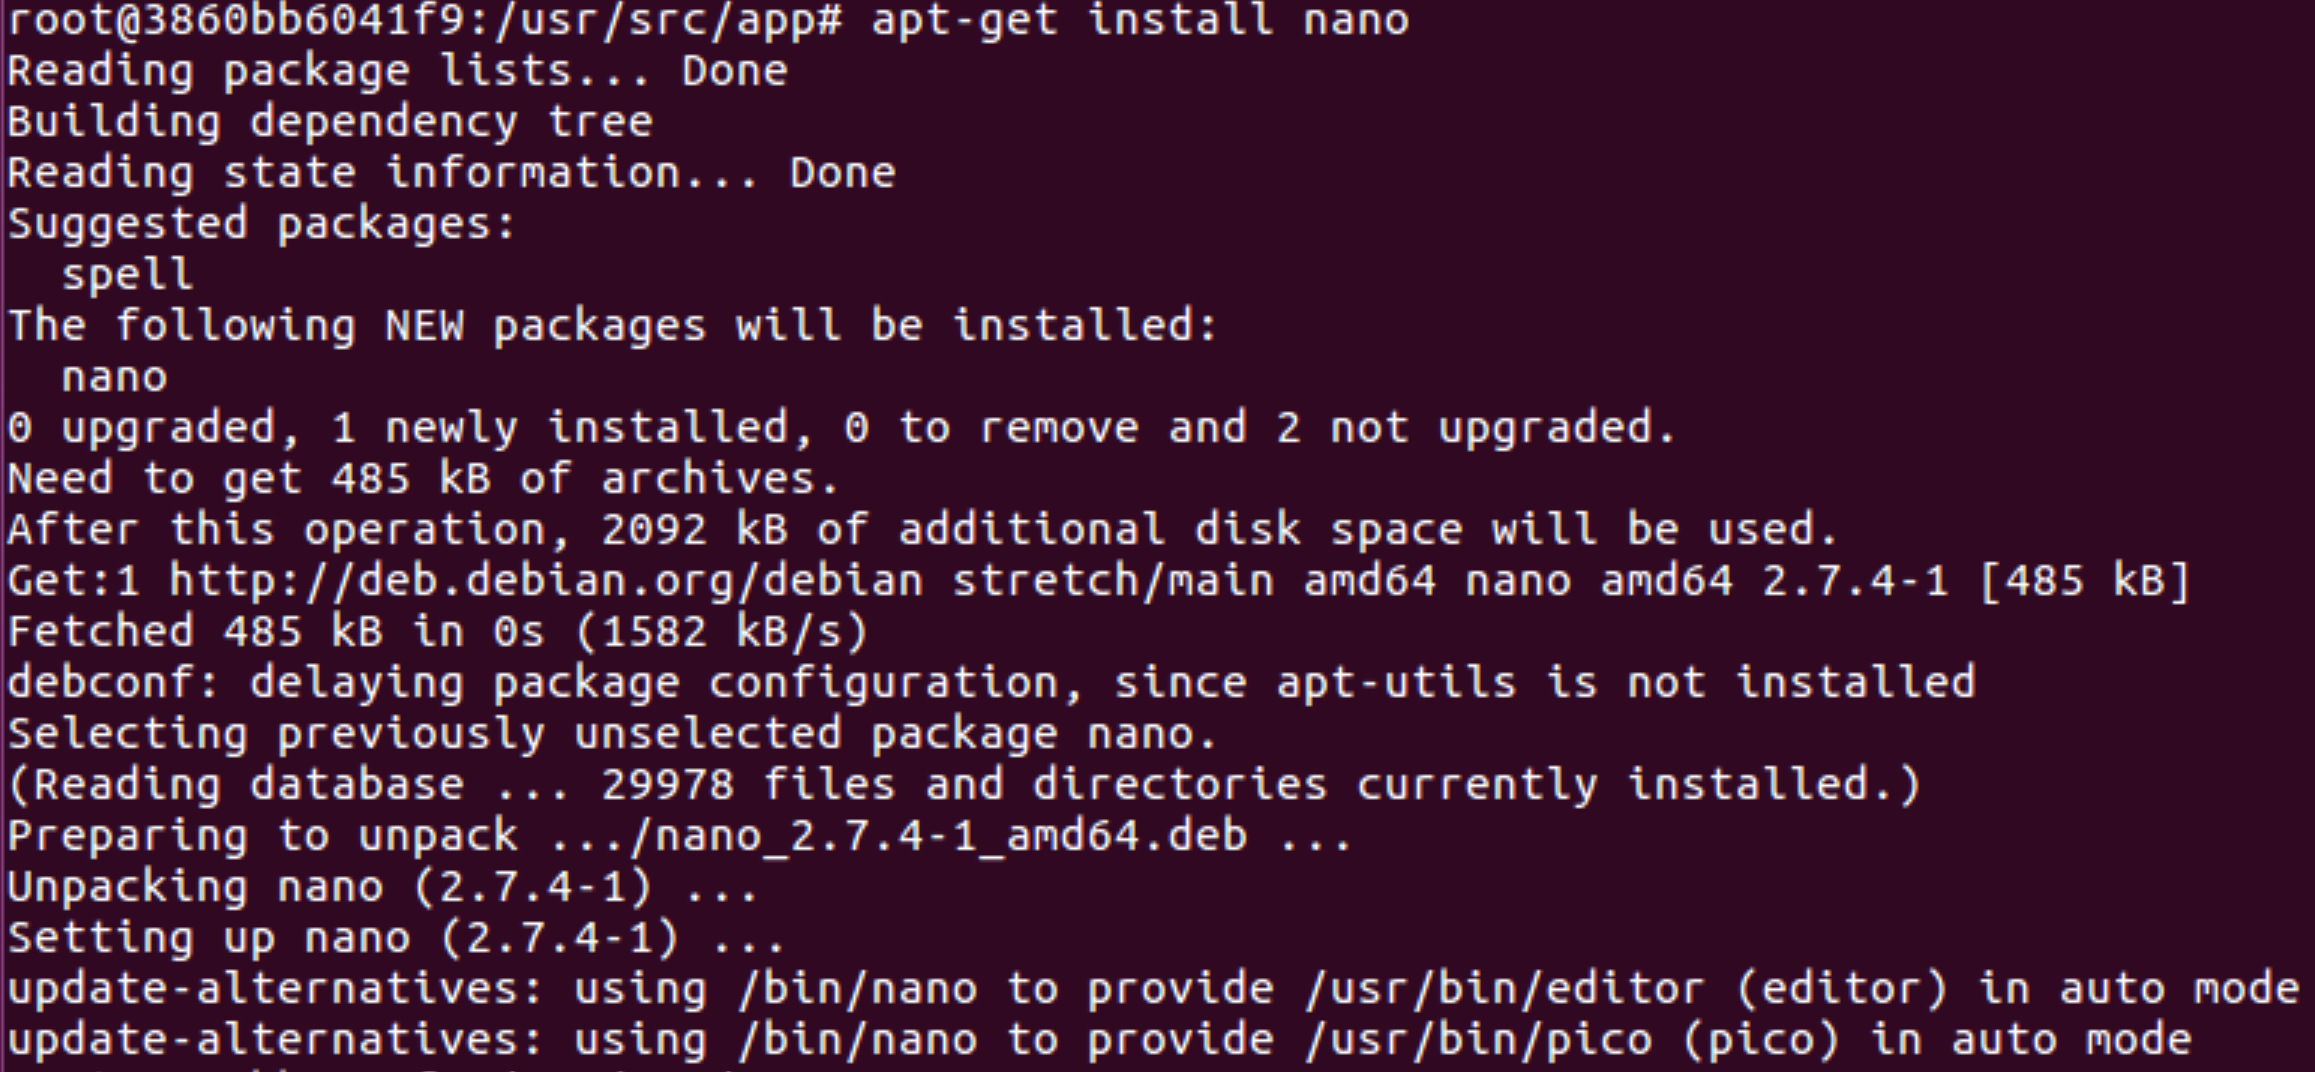 root@3860bb6041f9:/usr/src/app# apt-get install nano
Reading package lists... Done
Building dependency tree
Reading state information... Done
Suggested packages:
  spell
The following NEW packages will be installed:
  nano
0 upgraded, 1 newly installed, 0 to remove and 2 not upgraded.
Need to get 485 kB of archives.
After this operation, 2092 kB of additional disk space will be used.
Get:1 http://deb.debian.org/debian stretch/main amd64 nano amd64 2.7.4-1 [485 kB]
Fetched 485 kB in 0s (1582 kB/s)
debconf: delaying package configuration, since apt-utils is not installed
Selecting previously unselected package nano.
(Reading database ... 29978 files and directories currently installed.)
Preparing to unpack .../nano_2.7.4-1_amd64.deb ...
Unpacking nano (2.7.4-1) ...
Setting up nano (2.7.4-1) ...
update-alternatives: using /bin/nano to provide /usr/bin/editor (editor) in auto mode
update-alternatives: using /bin/nano to provide /usr/bin/pico (pico) in auto mode